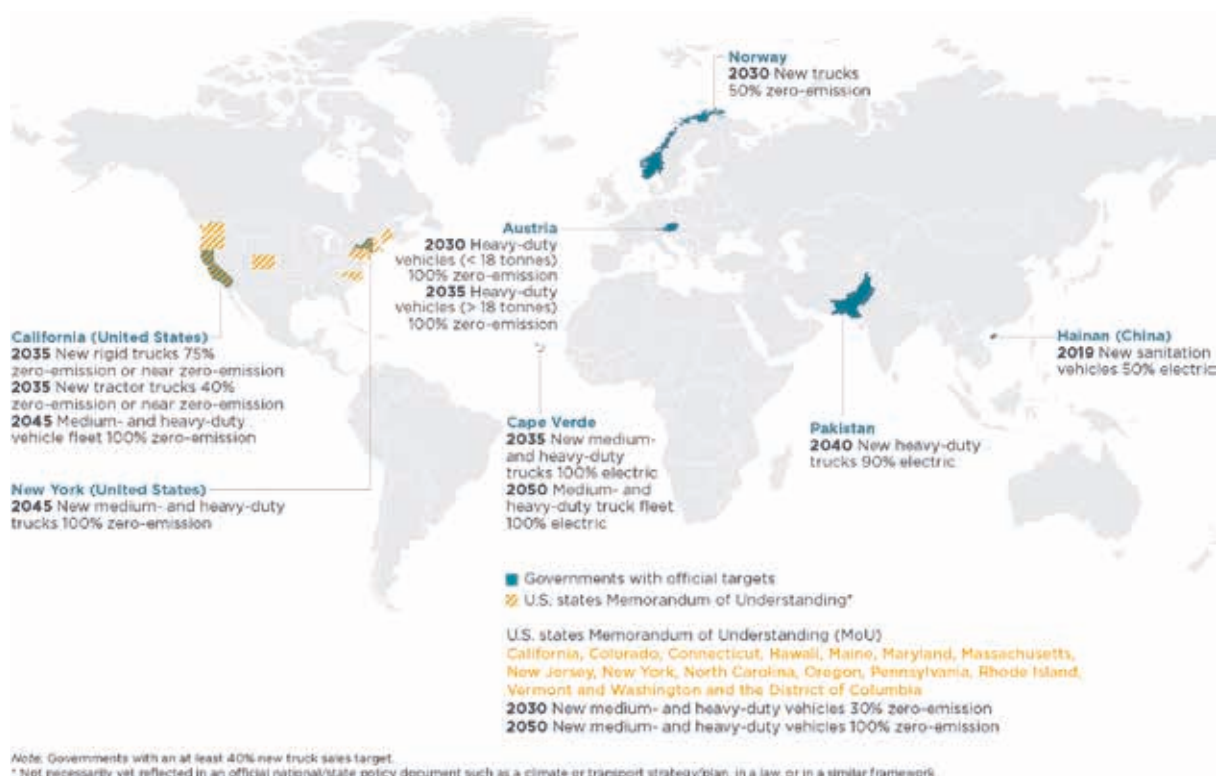 Norway
2030 New trucks
50% zero-emission
Austria
2030 Heavy-duty
vehicles (< 18 tonnes)
100% zero-emission
2035 Heavy-duty
vehicles (> 18 tonnes)
100% zero-emission
California (United States)
2035 New rigid trucks 75%
zero-emission or near zero-emission
2035 New tractor trucks 40%
zero-emission or near zero-emission
2045 Medium- and heavy-duty
vehicle fleet 100% zero-emission
Hainan (China)
2019 New sanitation
vehicles 50% electric
Cape Verde
2035 New medium-
and heavy-duty
trucks 100% electric
2050 Medium- and
heavy-duty truck fleet
100% electric
Pakistan
2040 New heavy-duty
trucks 90% electric
New York (United States)
2045 New medium- and heavy-duty
trucks 100% zero-emission
Governments with official targets
U.S. states Memorandum of Understanding*
U.S. states Memorandum of Understanding (MoU)
California, Colorado, Connecticut, Hawaii, Maine, Maryland, Massachusetts,
New Jersey, New York, North Carolina, Oregon, Pennsylvania, Rhode Island,
Vermont and Washington and the District of Columbia
2030 New medium- and heavy-duty vehicles 30% zero-emission
2050 New medium- and heavy-duty vehicles 100% zero-emission
Note: Governments with an at least 40% new truck sales target.
* Not necessarily yet reflected in an official national/state policy document such as a climate or transport strategy/plan, in a law, or in a similar framework.